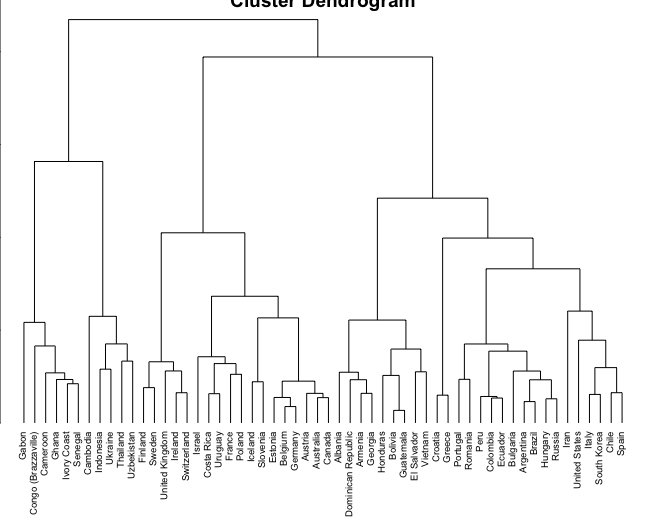 Cluster Dendrogram
Gabon
Congo (Brazzaville)
Cameroon
Ghana
Ivory Coast
Senegal
Cambodia
Indonesia
Ukraine
Thailand
Uzbekistan
Finland
Sweden
United Kingdom
Ireland
Switzerland
Israel
Costa Rica
Uruguay
France
Poland
Iceland
Slovenia
Estonia
Belgium
Germany
Austria
Australia
Canada
Albania
Dominican Republic
Armenia
Georgia
Honduras
Bolivia
Guatemala
El Salvador
Vietnam
Croatia
Greece
Portugal
Romania
Peru
Colombia
Ecuador
Bulgaria
Argentina
Brazil
Hungary
Russia
Iran
United States
Italy
South Korea
Chile
Spain